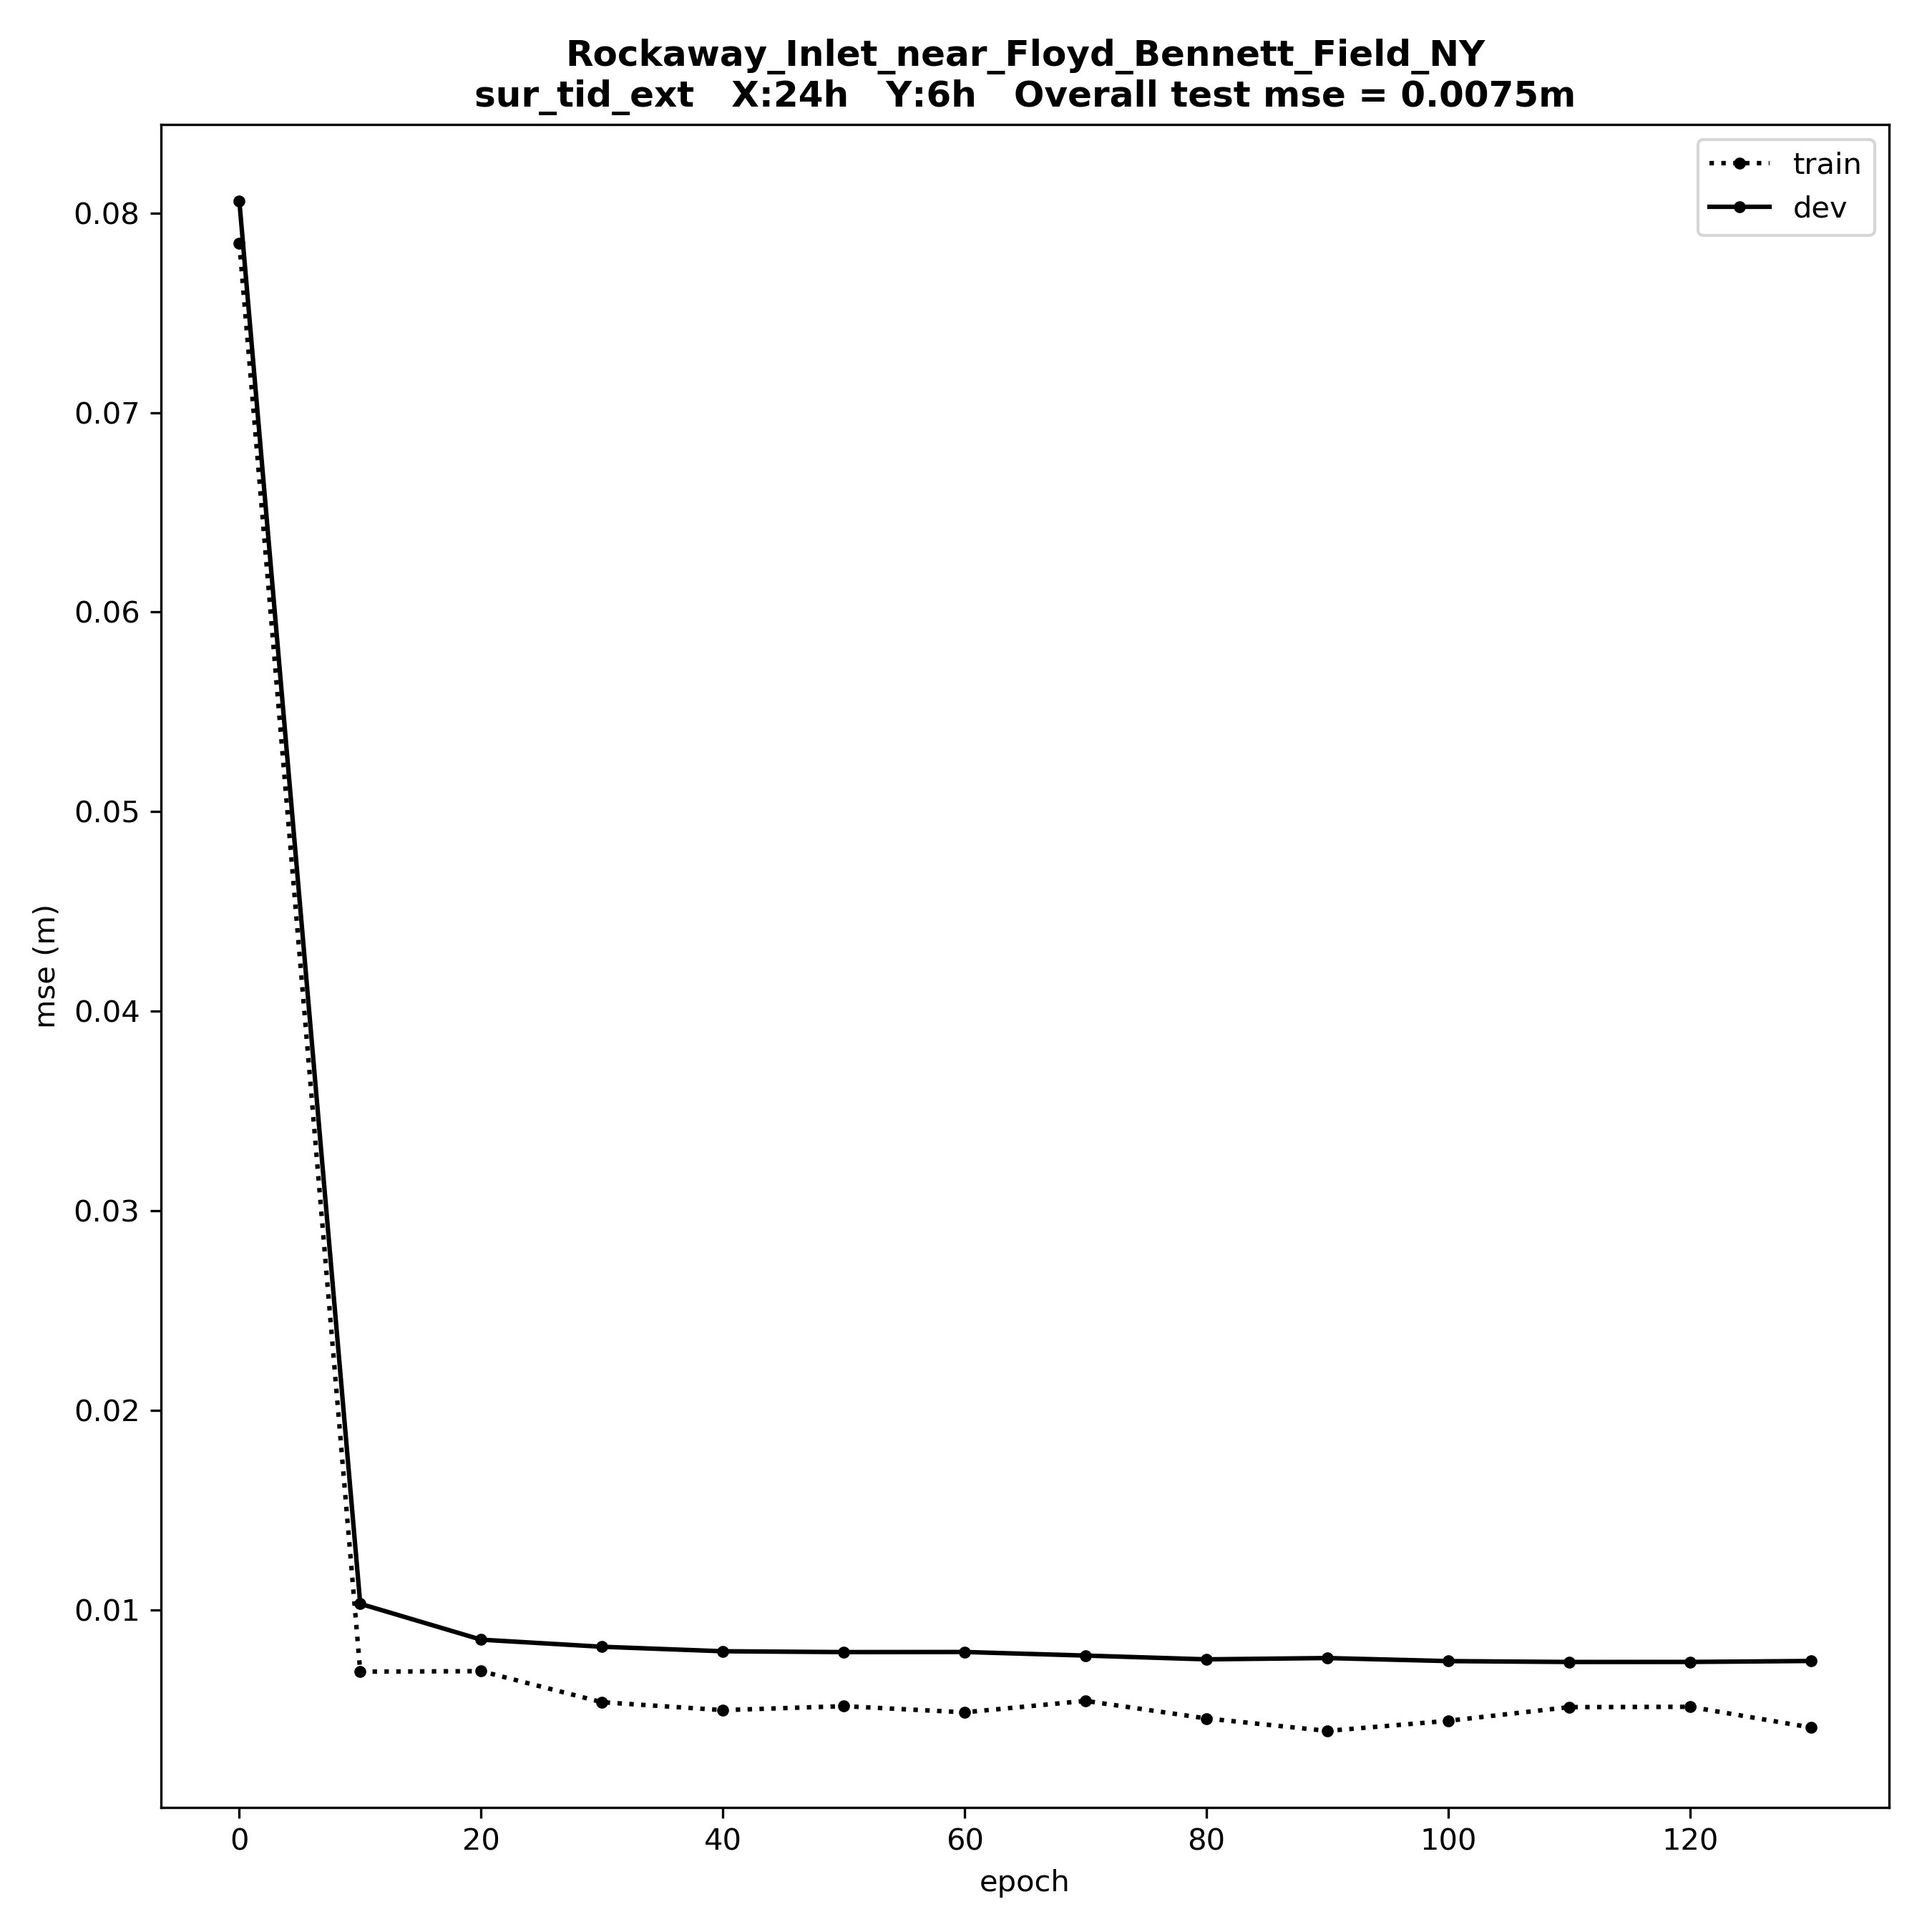 Rockaway_Inlet_near_Floyd_Bennett_Field_NY
sur_tid_ext   X:24h   Y:6h   Overall test mse = 0.0075m
train
dev
0.08
0.07
0.06
0.05
0.04
0.03
0.02
0.01
mse (m)
0 20 40 60 80 100 120
epoch